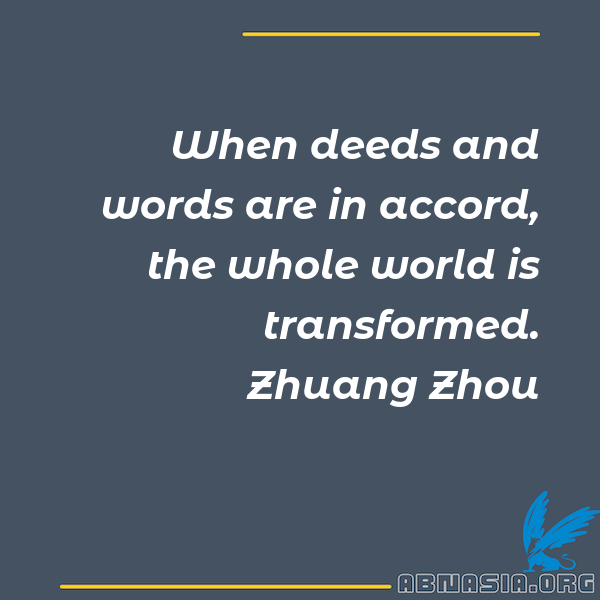 When deeds and
words are in accord,
the whole world is
transformed.
Zhuang Zhou
ABNASIA.ORG